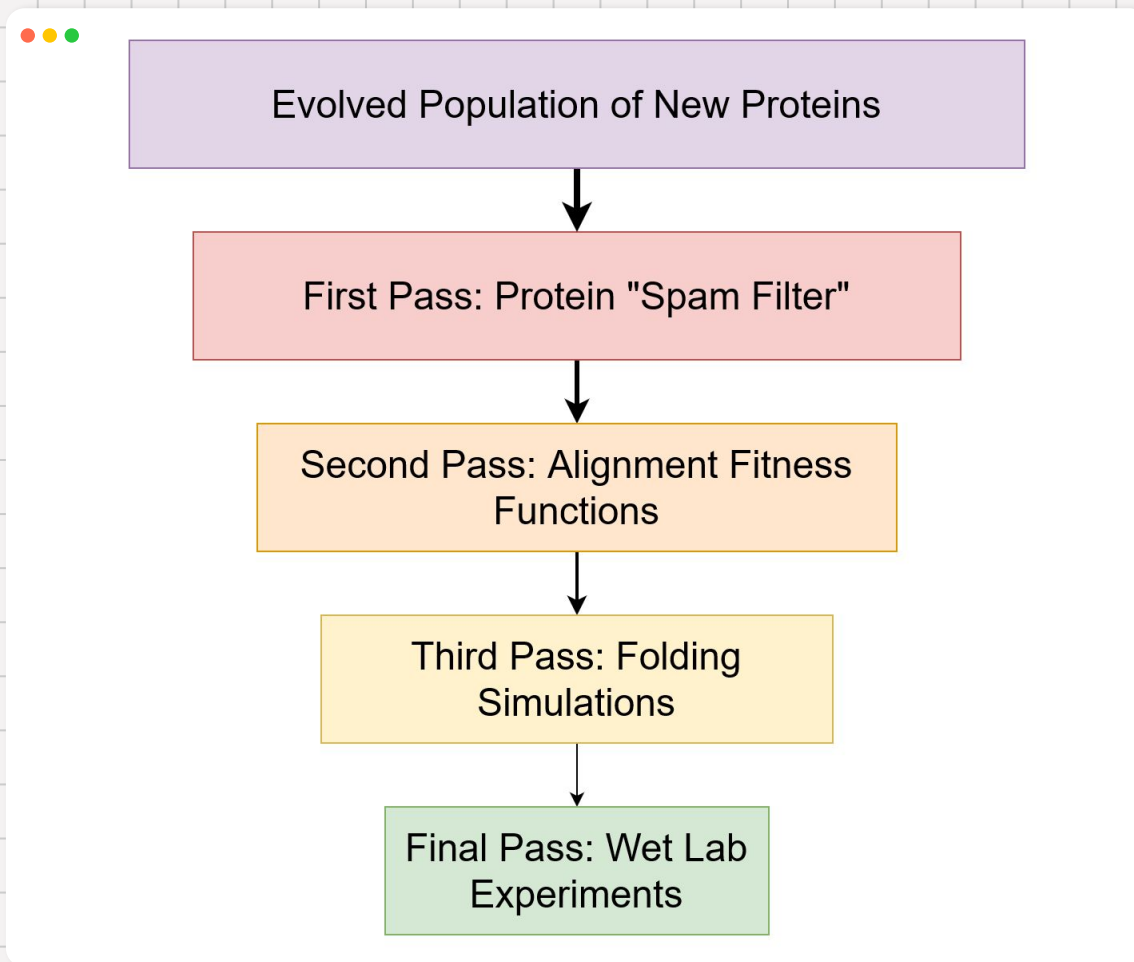 Evolved Population of New Proteins
First Pass: Protein "Spam Filter"
Second Pass: Alignment Fitness
Functions
Third Pass: Folding
Simulations
Final Pass: Wet Lab
Experiments